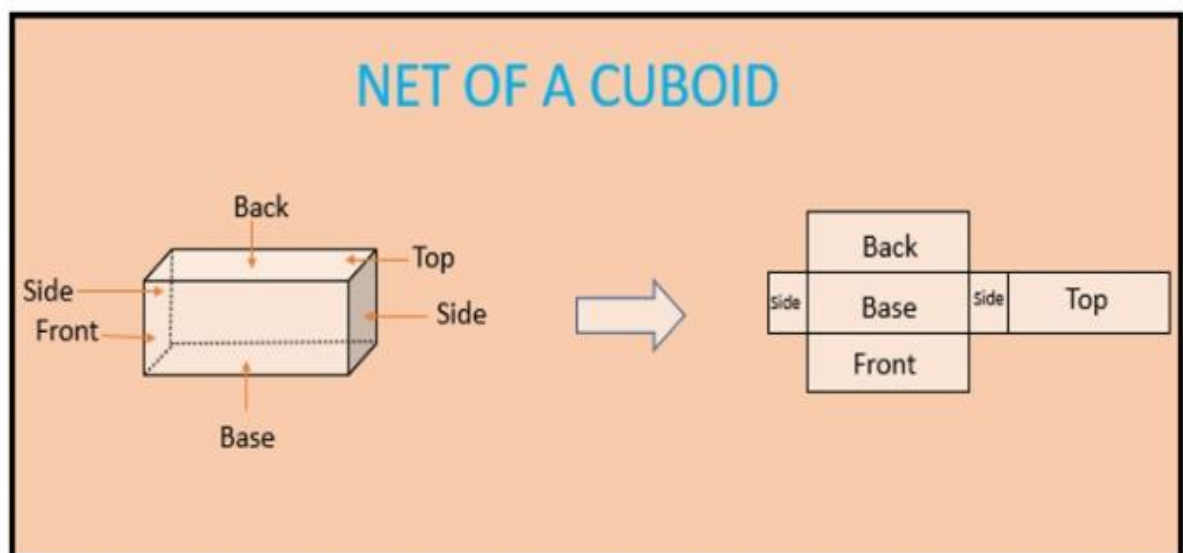 NET OF A CUBOID
Back
Top
Side
Side
Front
Base
Back
Side
Base
Side
Top
Front